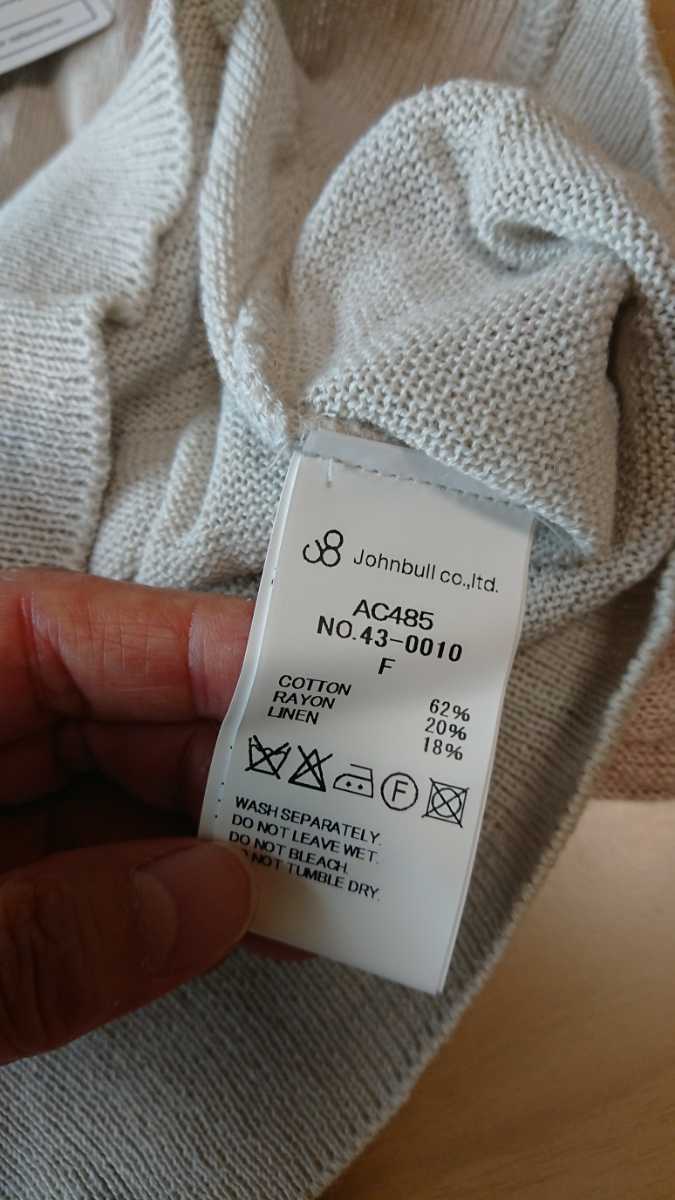 Johnbull co.,ltd.
AC485
NO.43-0010
F
COTTON 62%
RAYON 20%
LINEN 18%
F
WASH SEPARATELY.
DO NOT LEAVE WET.
DO NOT BLEACH.
NOT TUMBLE DRY.